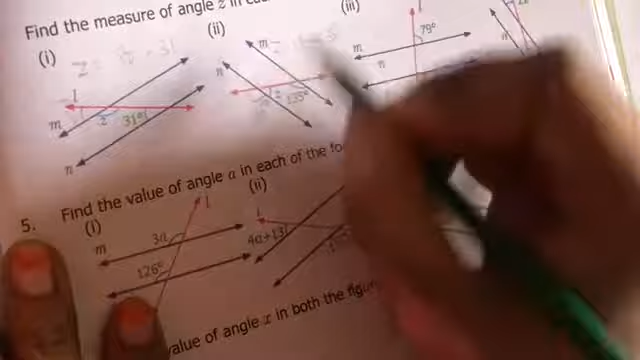 Find the measure of angle z in
(i)
(ii)
(iii)
m
l
z
31°
n
m
n
z
135°
79°
m
n
n
5. Find the value of angle a in each of the fo
(i)
(ii)
l
m
3a
126°
l
4a+13
value of angle x in both the figu